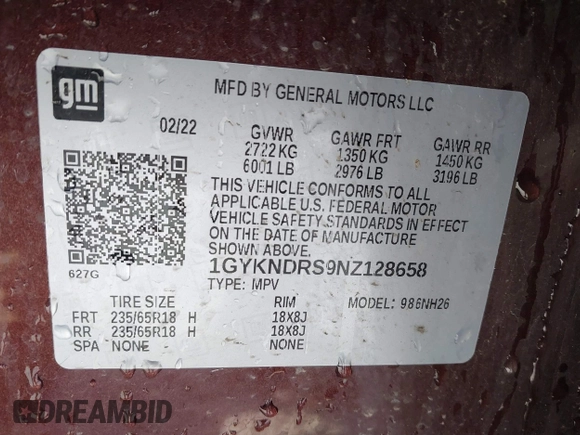 gm
MFD BY GENERAL MOTORS LLC
02/22 GVWR GAWR FRT GAWR RR
2722 KG 1350 KG 1450 KG
6001 LB 2976 LB 3196 LB
THIS VEHICLE CONFORMS TO ALL
APPLICABLE U.S. FEDERAL MOTOR
VEHICLE SAFETY STANDARDS IN EFFECT
ON THE DATE OF MANUFACTURE
SHOWN ABOVE.
627G
1GYKNDRS9NZ128658
TYPE: MPV MODEL: 986NH26
TIRE SIZE RIM
FRT 235/65R18 H 18X8J
RR 235/65R18 H 18X8J
SPA NONE NONE
DREAMBID